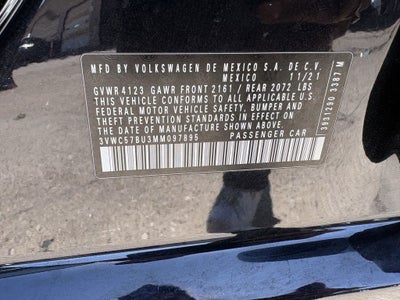 MFD BY VOLKSWAGEN DE MEXICO S.A. DE C.V.
MEXICO 11/21
GVWR 4123 GAWR FRONT 2161 / REAR 2072 LBS
THIS VEHICLE CONFORMS TO ALL APPLICABLE U.S.
FEDERAL MOTOR VEHICLE SAFETY, BUMPER AND
THEFT PREVENTION STANDARDS IN EFFECT ON
THE DATE OF MANUFACTURE SHOWN ABOVE.
3VWC57BU3MM097895 PASSENGER CAR
3931290 3387 M